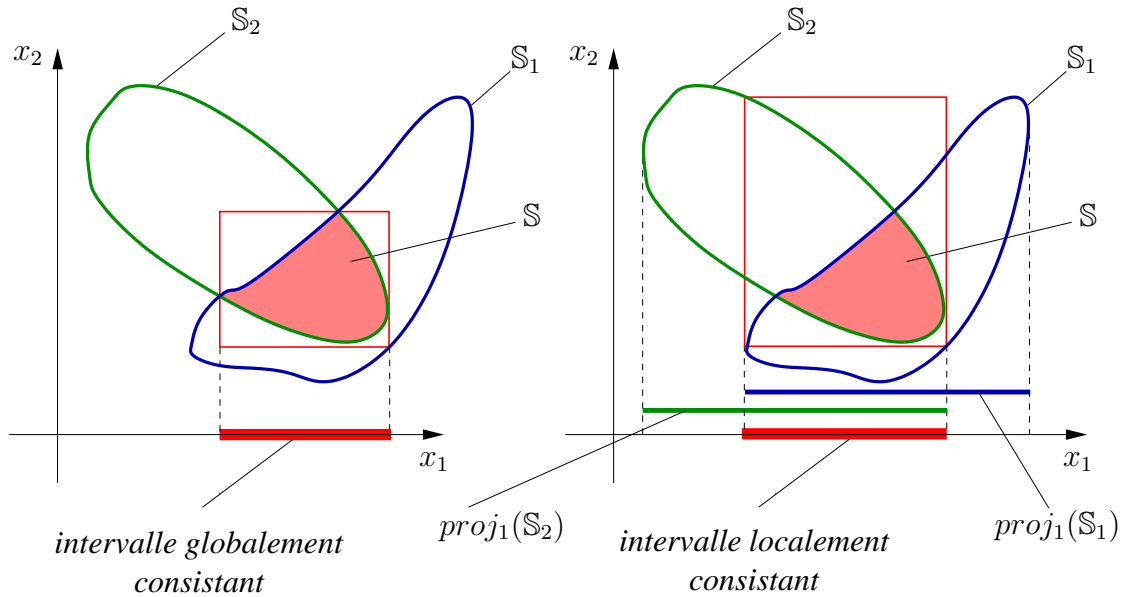 𝕊₂
x₂
𝕊₁
𝕊
x₁
intervalle globalement
consistant
𝕊₂
x₂
𝕊₁
𝕊
x₁
proj₁(𝕊₂)
proj₁(𝕊₁)
intervalle localement
consistant